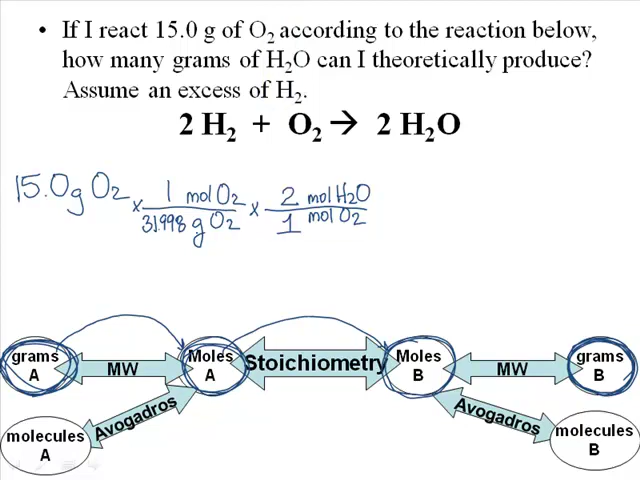 • If I react 15.0 g of O₂ according to the reaction below,
how many grams of H₂O can I theoretically produce?
Assume an excess of H₂.
2 H₂ + O₂ → 2 H₂O
15.0g O₂ × 1 mol O₂ / 31.998 g O₂ × 2 mol H₂O / 1 mol O₂
grams A
MW
Moles A
Stoichiometry
Moles B
MW
grams B
molecules A
Avogadros
Avogadros
molecules B